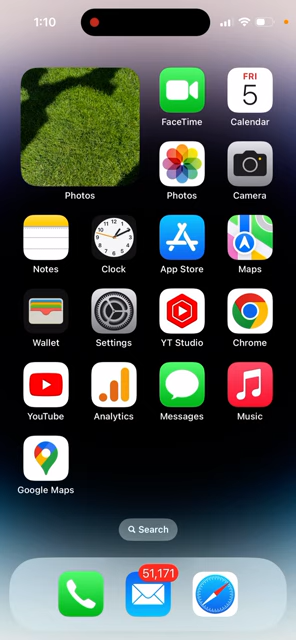 1:10
FaceTime
FRI
5
Calendar
Photos
Photos
Camera
Notes
Clock
App Store
Maps
Wallet
Settings
YT Studio
Chrome
YouTube
Analytics
Messages
Music
Google Maps
Search
51,171